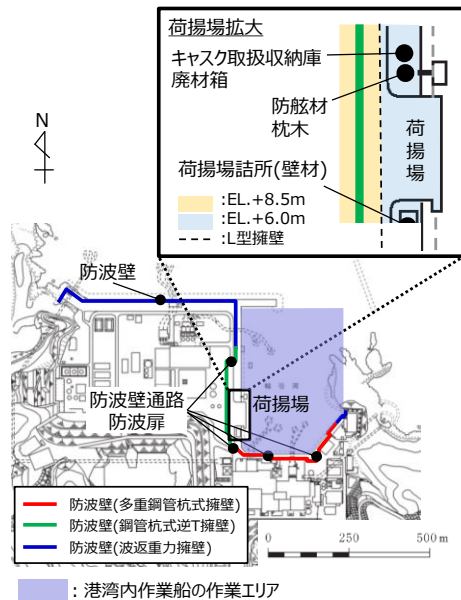 荷揚場拡大
キャスク取扱収納庫
廃材箱
防舷材
枕木
荷
揚
場
荷揚場詰所(壁材)
:EL.+8.5m
:EL.+6.0m
:L型擁壁
N
防波壁
防波壁通路
防波扉
荷揚場
防波壁(多重鋼管杭式擁壁)
防波壁(鋼管杭式逆T擁壁)
防波壁(波返重力擁壁)
0 250 500m
: 港湾内作業船の作業エリア